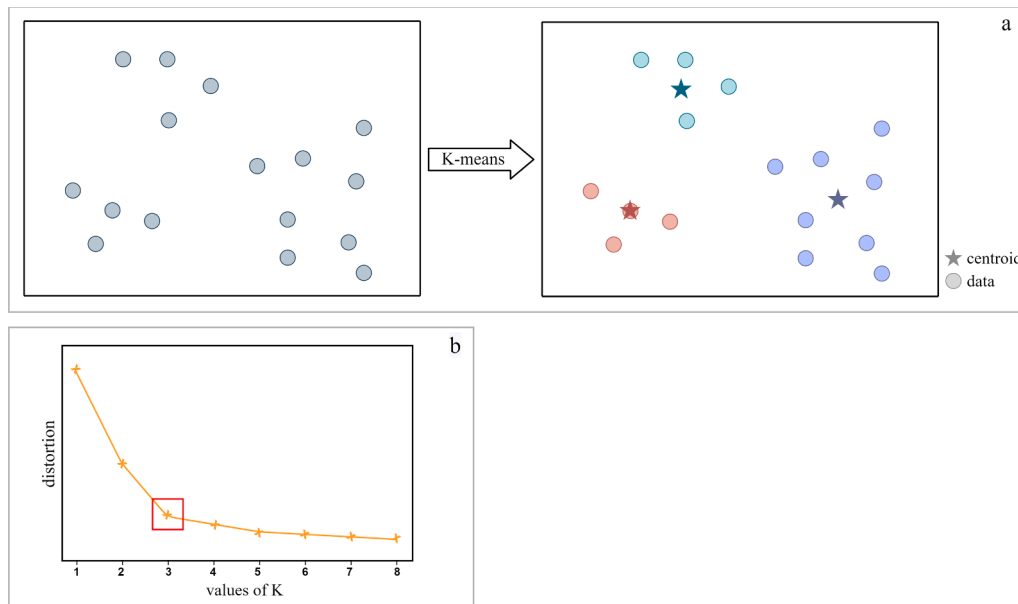 a
K-means
centroid
data
b
distortion
1 2 3 4 5 6 7 8
values of K